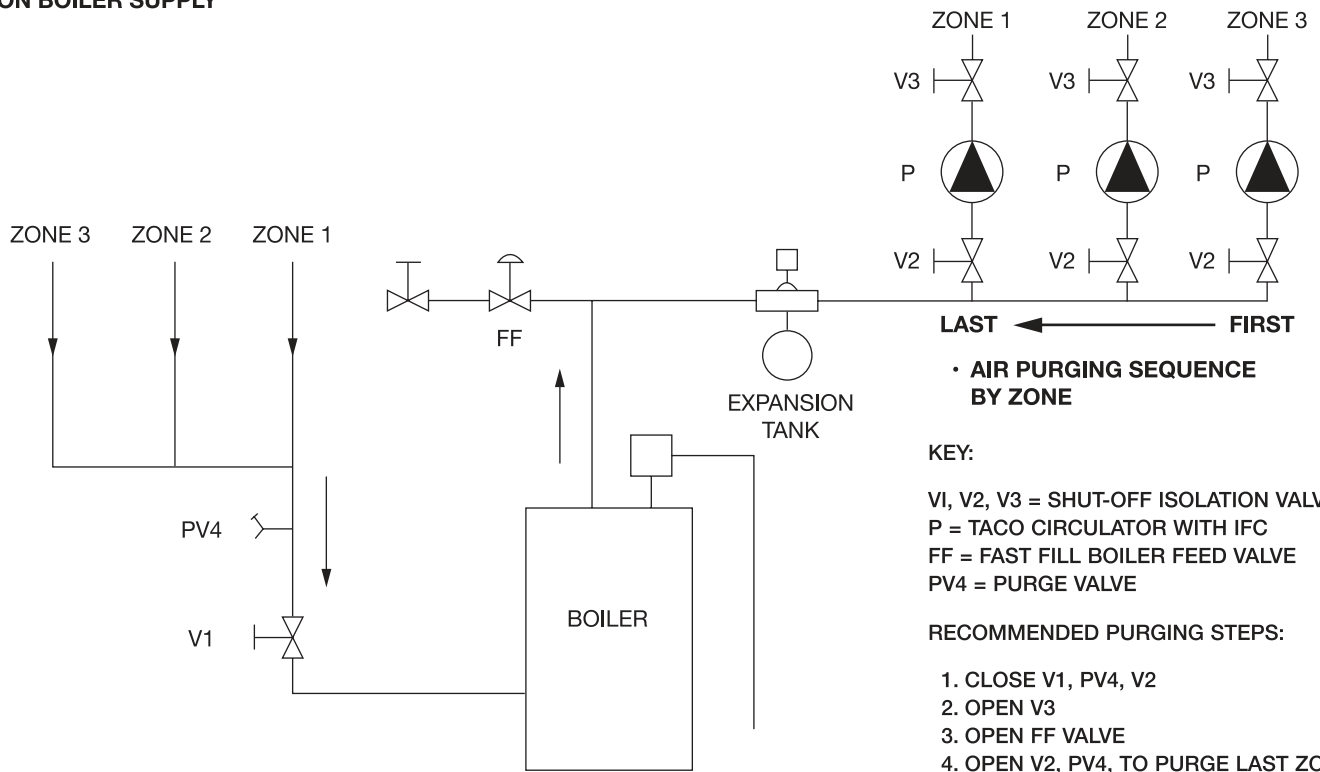 ON BOILER SUPPLY
ZONE 1 ZONE 2 ZONE 3
V3 V3 V3
P P P
ZONE 3 ZONE 2 ZONE 1
V2 V2 V2
FF
LAST FIRST
• AIR PURGING SEQUENCE
BY ZONE
EXPANSION
TANK
KEY:
VI, V2, V3 = SHUT-OFF ISOLATION
P = TACO CIRCULATOR WITH IFC
FF = FAST FILL BOILER FEED VALVE
PV4 = PURGE VALVE
PV4
BOILER
V1
RECOMMENDED PURGING STEPS:
1. CLOSE V1, PV4, V2
2. OPEN V3
3. OPEN FF VALVE
4. OPEN V2, PV4, TO PURGE LAST